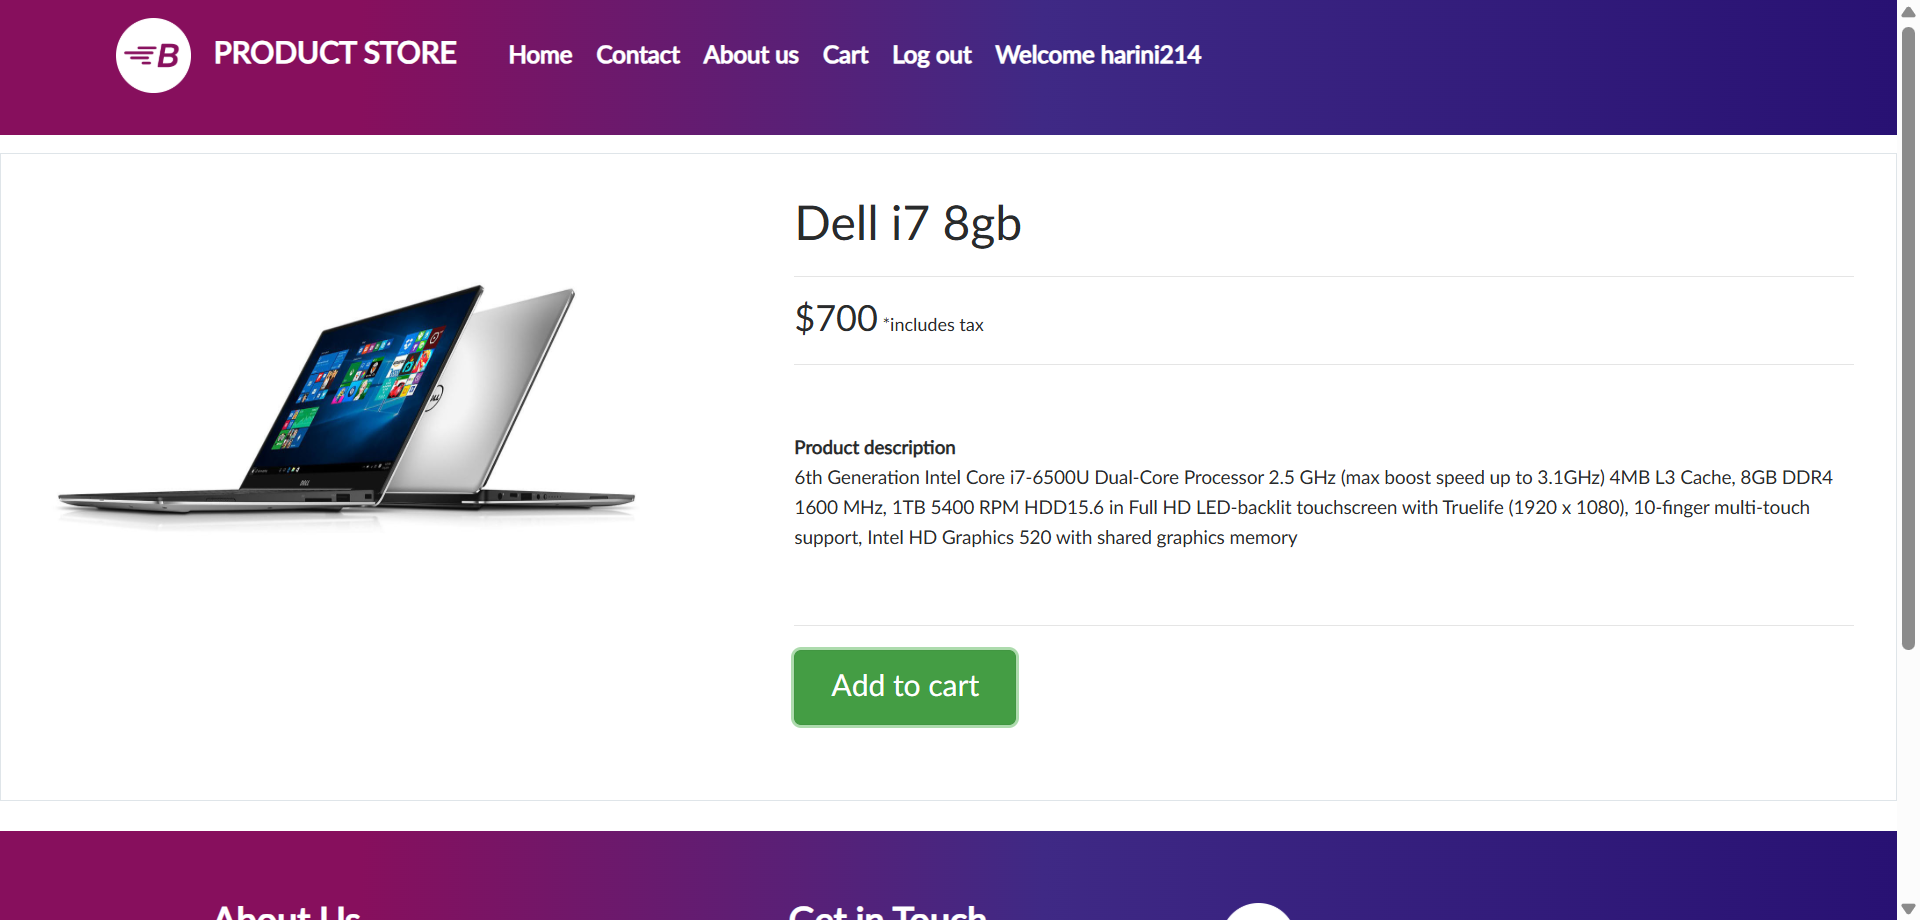 B PRODUCT STORE Home Contact About us Cart Log out Welcome harini214
Dell i7 8gb
$700 *includes tax
Product description
6th Generation Intel Core i7-6500U Dual-Core Processor 2.5 GHz (max boost speed up to 3.1GHz) 4MB L3 Cache, 8GB DDR4
1600 MHz, 1TB 5400 RPM HDD15.6 in Full HD LED-backlit touchscreen with Truelife (1920 x 1080), 10-finger multi-touch
support, Intel HD Graphics 520 with shared graphics memory
Add to cart
About Us Get in Touch